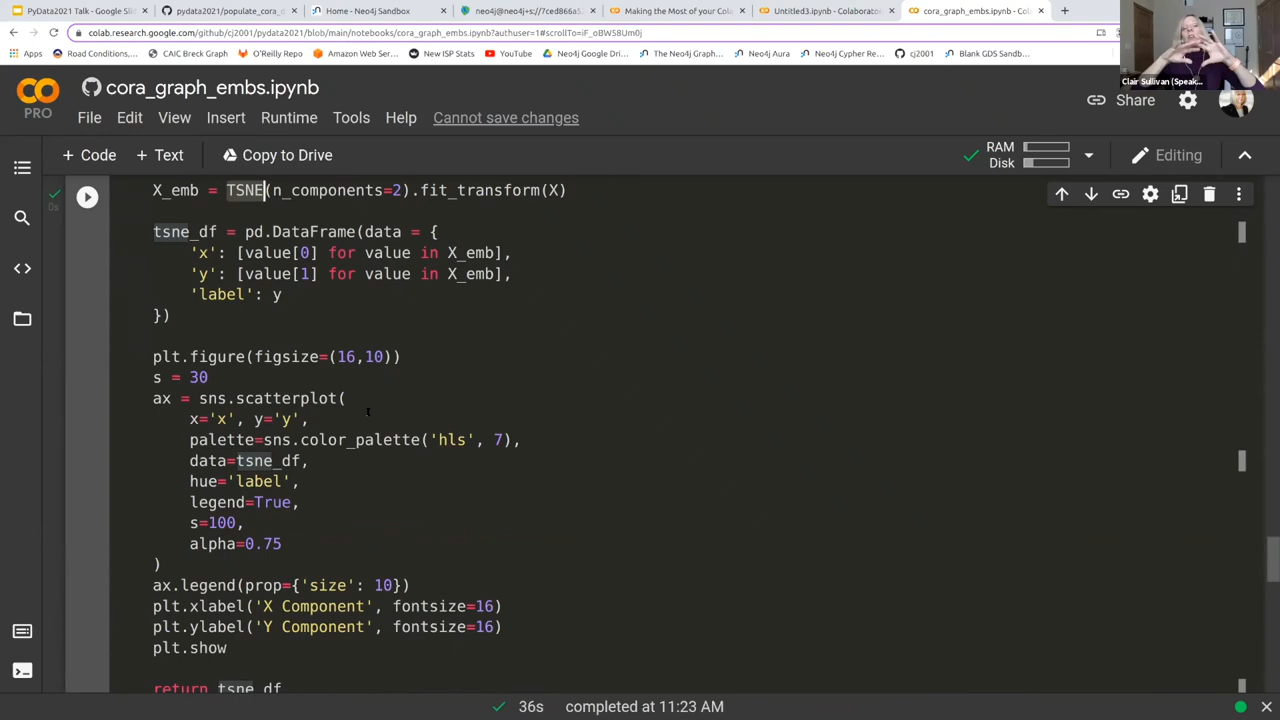 PyData2021 Talk - Google Slid
pydata2021/populate_cora_d
Home - Neo4j Sandbox
neo4j@neo4j+s://7ced866a5
Making the Most of your Colab
Untitled3.ipynb - Colaborato
cora_graph_embs.ipynb - Col
colab.research.google.com/github/cj2001/pydata2021/blob/main/notebooks/cora_graph_embs.ipynb?authuser=1#scrollTo=iF_oBW58Um0j
Apps
Road Conditions,...
CAIC Breck Graph
O'Reilly Repo
Amazon Web Serv...
New ISP Stats
YouTube
Neo4j Google Driv...
The Neo4j Graph...
Neo4j Aura
Neo4j Cypher Re...
cj2001
Blank GDS Sandb...
Clair Sullivan (Speak...
cora_graph_embs.ipynb
PRO
File Edit View Insert Runtime Tools Help Cannot save changes
Share
+ Code + Text Copy to Drive
RAM
Disk
Editing
0s
X_emb = TSNE(n_components=2).fit_transform(X)
tsne_df = pd.DataFrame(data = {
'x': [value[0] for value in X_emb],
'y': [value[1] for value in X_emb],
'label': y
})
plt.figure(figsize=(16,10))
s = 30
ax = sns.scatterplot(
x='x', y='y',
palette=sns.color_palette('hls', 7),
data=tsne_df,
hue='label',
legend=True,
s=100,
alpha=0.75
)
ax.legend(prop={'size': 10})
plt.xlabel('X Component', fontsize=16)
plt.ylabel('Y Component', fontsize=16)
plt.show
return tsne_df
36s completed at 11:23 AM